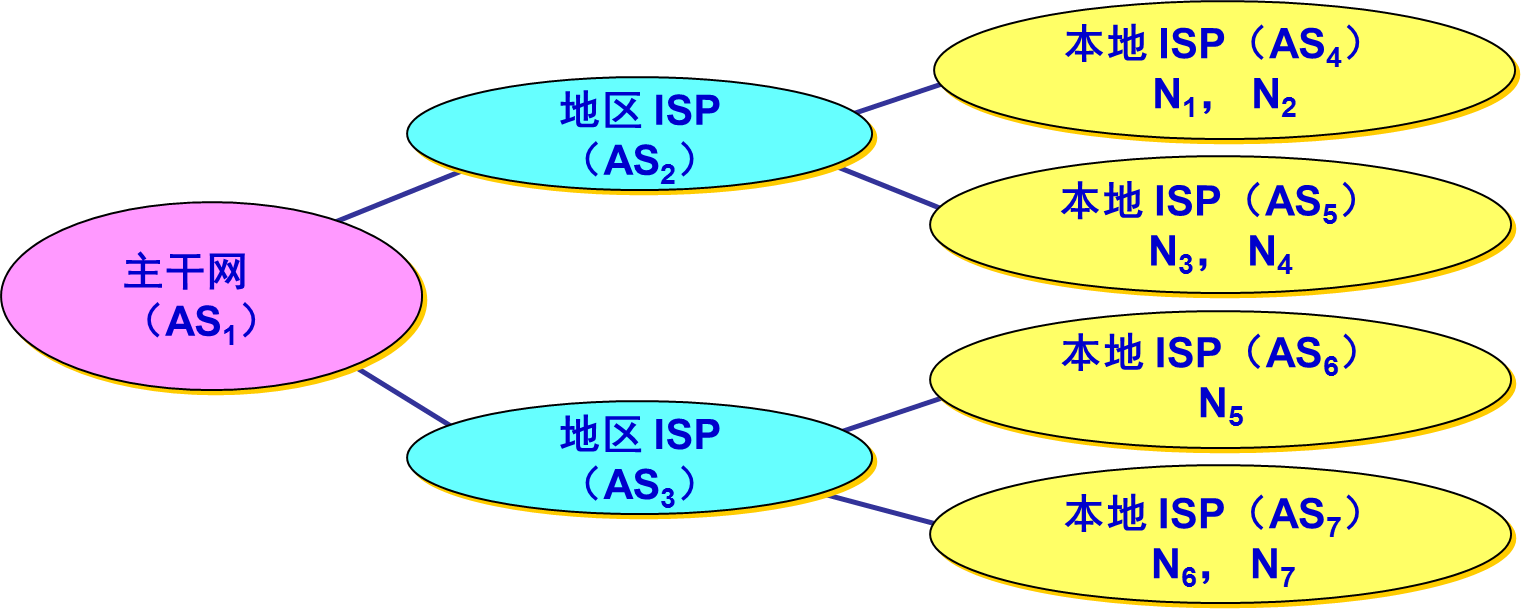 主干网
（AS1）
地区 ISP
（AS2）
地区 ISP
（AS3）
本地 ISP（AS4）
N1， N2
本地 ISP（AS5）
N3， N4
本地 ISP（AS6）
N5
本地 ISP（AS7）
N6， N7